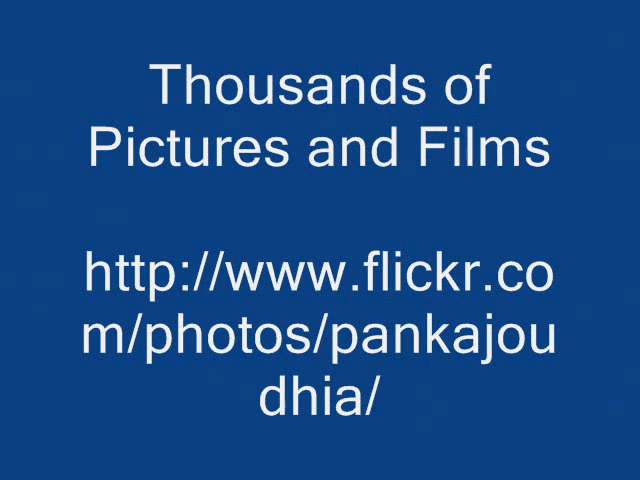 Thousands of
Pictures and Films
http://www.flickr.co
m/photos/pankajou
dhia/